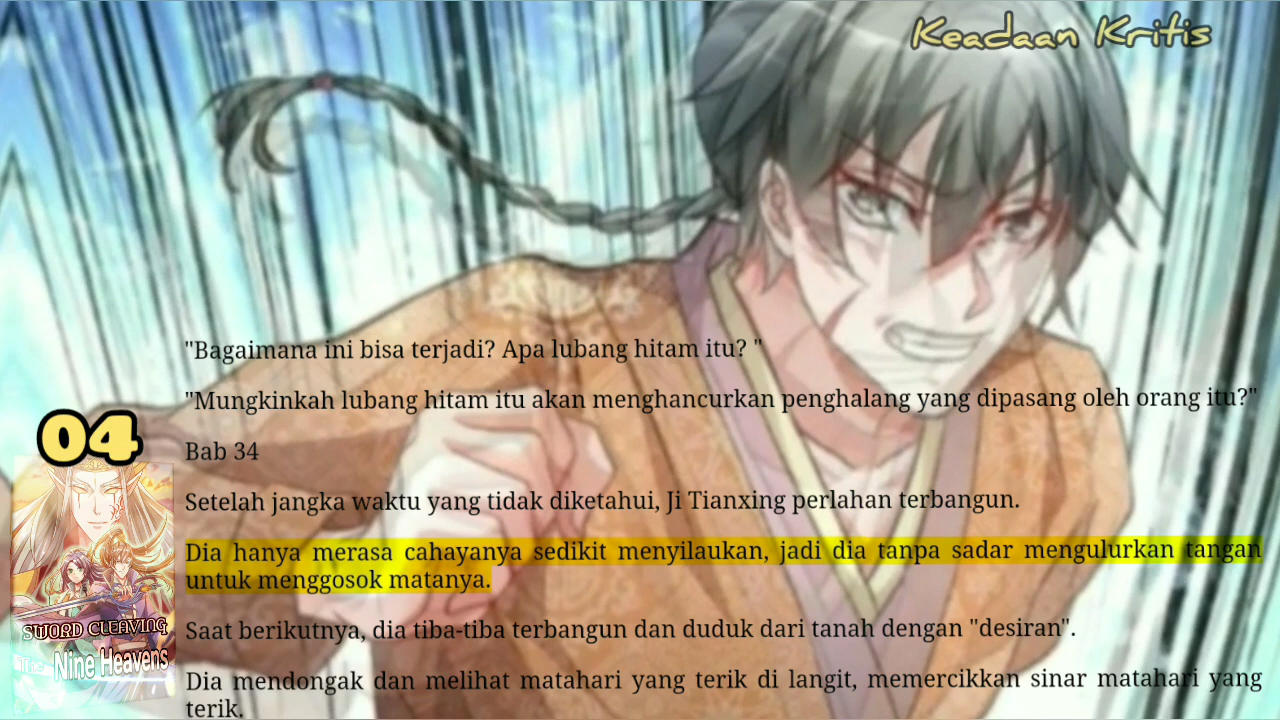 Keadaan Kritis
"Bagaimana ini bisa terjadi? Apa lubang hitam itu? "
"Mungkinkah lubang hitam itu akan menghancurkan penghalang yang dipasang oleh orang itu?"
04
Bab 34
Setelah jangka waktu yang tidak diketahui, Ji Tianxing perlahan terbangun.
Dia hanya merasa cahayanya sedikit menyilaukan, jadi dia tanpa sadar mengulurkan tangan
untuk menggosok matanya.
SWORD CLEAVING
The Nine Heavens
Saat berikutnya, dia tiba-tiba terbangun dan duduk dari tanah dengan "desiran".
Dia mendongak dan melihat matahari yang terik di langit, memercikkan sinar matahari yang
terik.